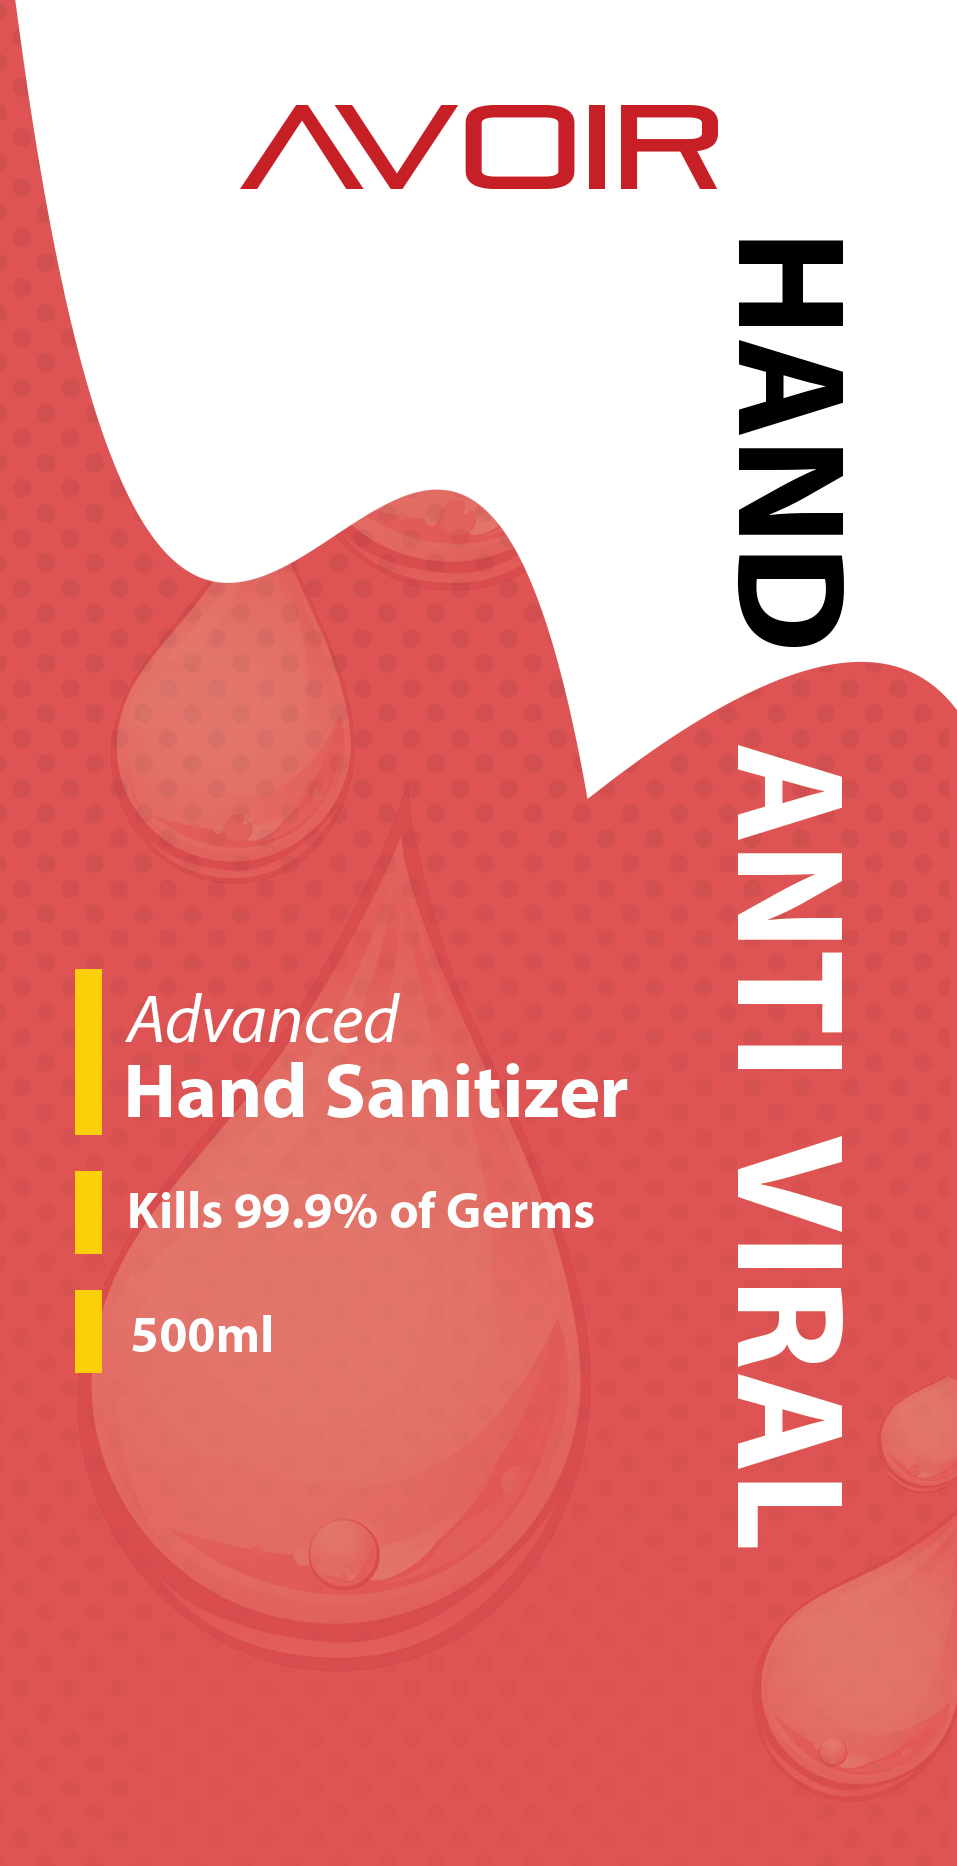 AVOIR
HAND ANTI VIRAL
Advanced
Hand Sanitizer
Kills 99.9% of Germs
500ml